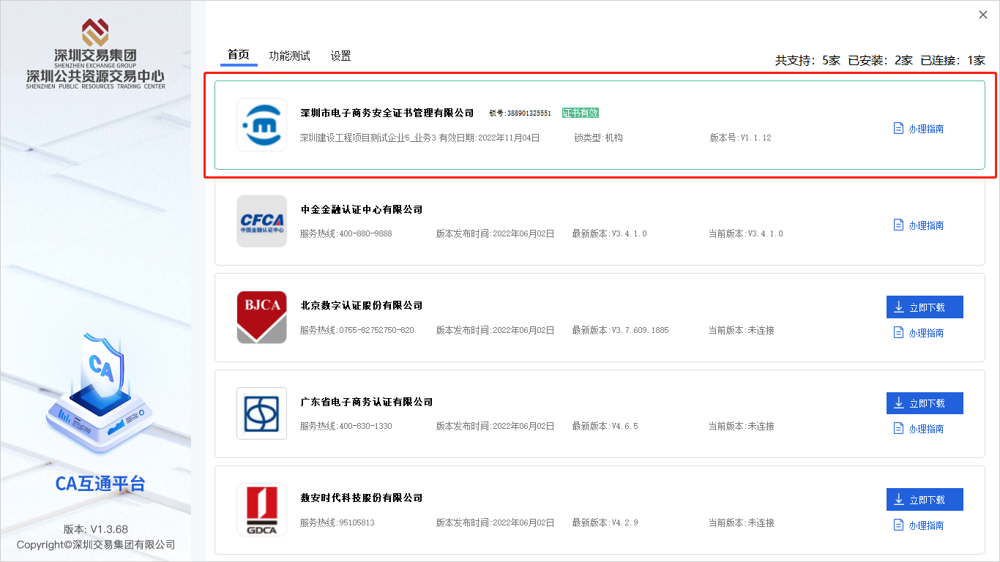 深圳交易集团
SHENZHEN EXCHANGE GROUP
深圳公共资源交易中心
SHENZHEN PUBLIC RESOURCES TRADING CENTER
首页 功能测试 设置
共支持：5家 已安装：2家 已连接：1家
深圳市电子商务安全证书管理有限公司 锁号:388901325551 证书有效
深圳建设工程项目测试企业5_业务3 有效日期:2022年11月04日 锁类型:机构 版本号:V1.1.12
办理指南
CFCA
中国金融认证中心
中金金融认证中心有限公司
服务热线:400-880-9888 版本发布时间:2022年06月02日 最新版本:V3.4.1.0 当前版本:V3.4.1.0
办理指南
BJCA
北京数字认证股份有限公司
服务热线:0755-82752750-820 版本发布时间:2022年06月02日 最新版本:V3.7.609.1885 当前版本:未连接
立即下载
办理指南
广东省电子商务认证有限公司
服务热线:400-830-1330 版本发布时间:2022年06月02日 最新版本:V4.6.5 当前版本:未连接
立即下载
办理指南
GDCA
数安时代科技股份有限公司
服务热线:95105813 版本发布时间:2022年06月02日 最新版本:V4.2.9 当前版本:未连接
立即下载
办理指南
CA
CA互通平台
版本: V1.3.68
Copyright©深圳交易集团有限公司